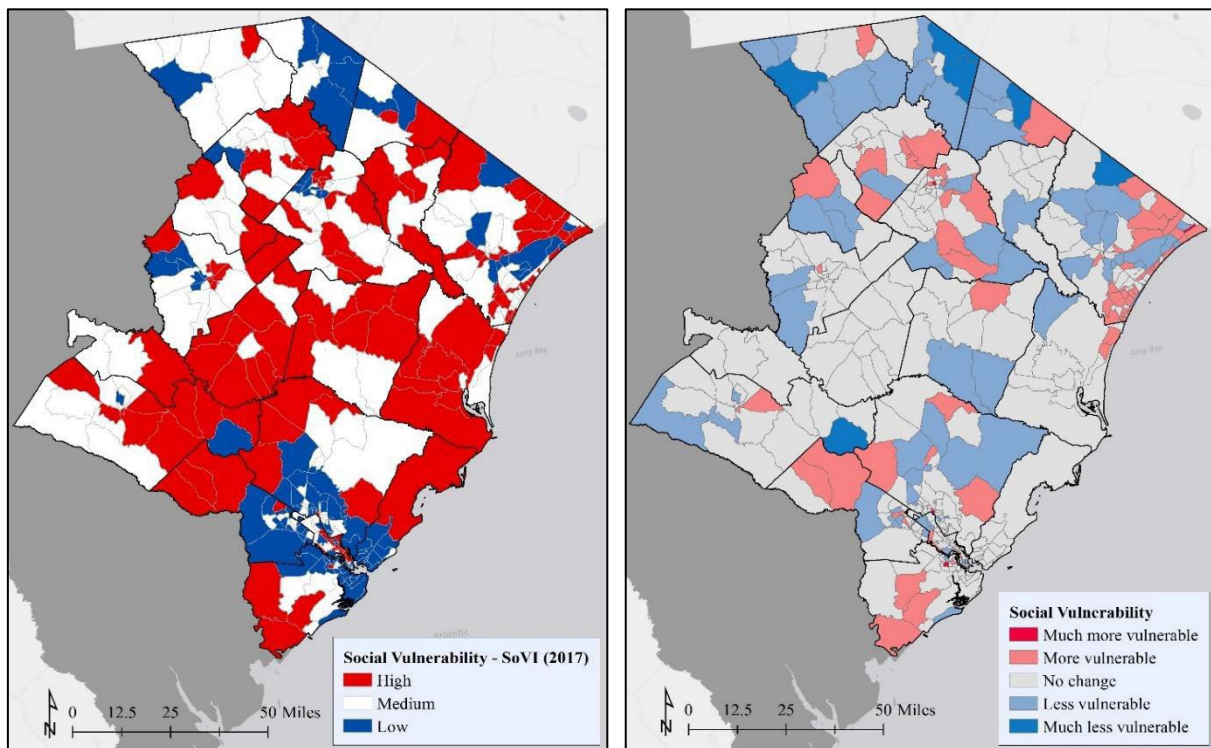 Long Bay
Atlantic
Social Vulnerability - SoVI (2017)
High
Medium
Low
N
0 12.5 25 50 Miles
Long Bay
Social Vulnerability
Much more vulnerable
More vulnerable
No change
Less vulnerable
Much less vulnerable
N
0 12.5 25 50 Miles